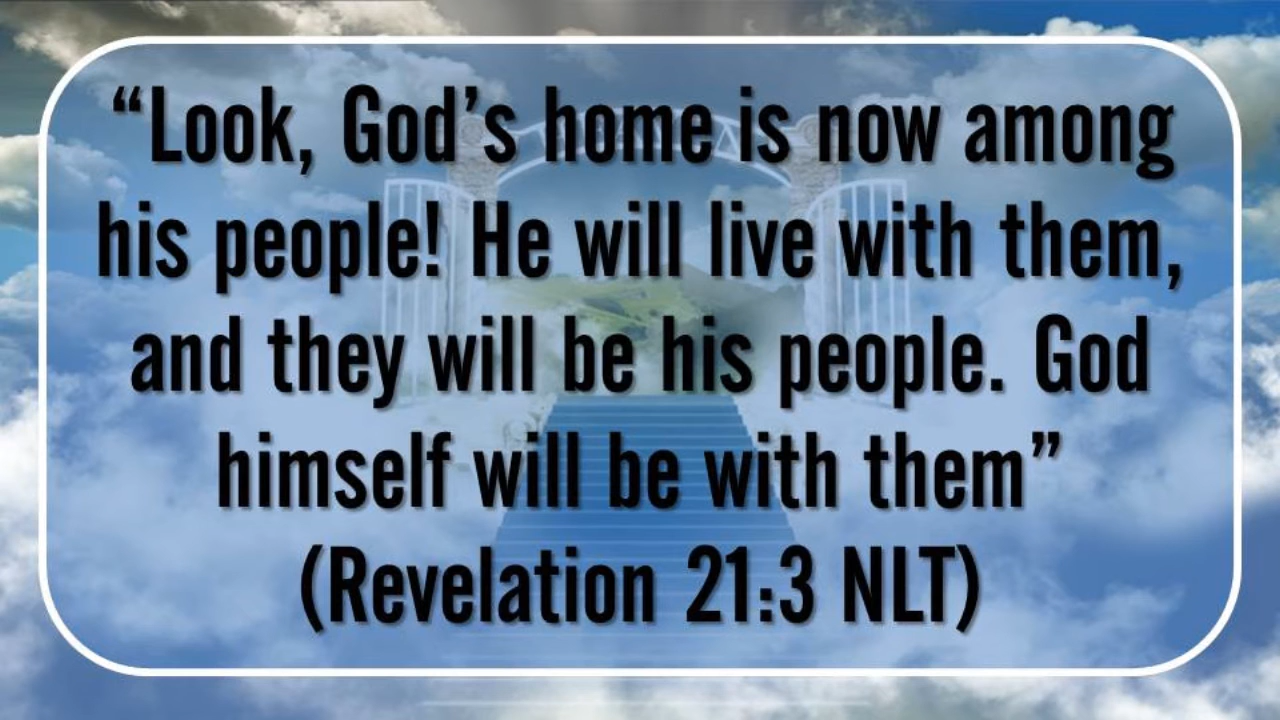 “Look, God’s home is now among
his people! He will live with them,
and they will be his people. God
himself will be with them”
(Revelation 21:3 NLT)